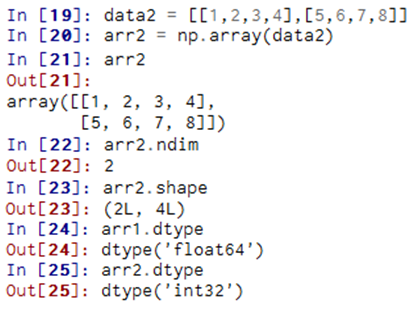 In [19]: data2 = [[1,2,3,4],[5,6,7,8]]
In [20]: arr2 = np.array(data2)
In [21]: arr2
Out[21]:
array([[1, 2, 3, 4],
       [5, 6, 7, 8]])
In [22]: arr2.ndim
Out[22]: 2
In [23]: arr2.shape
Out[23]: (2L, 4L)
In [24]: arr1.dtype
Out[24]: dtype('float64')
In [25]: arr2.dtype
Out[25]: dtype('int32')